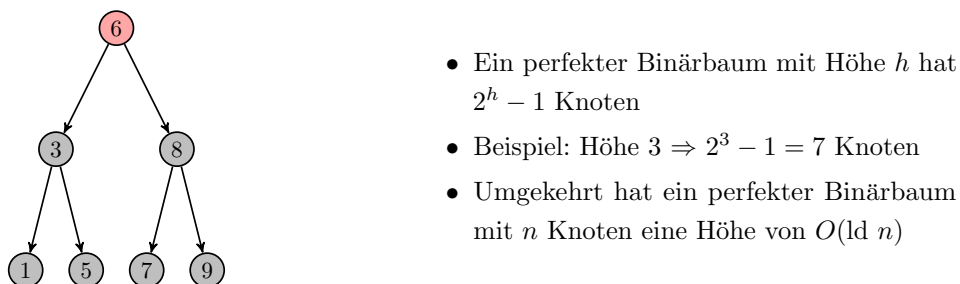 6
3 8
1 5 7 9
• Ein perfekter Binärbaum mit Höhe h hat
2^h − 1 Knoten
• Beispiel: Höhe 3 ⇒ 2^3 − 1 = 7 Knoten
• Umgekehrt hat ein perfekter Binärbaum
mit n Knoten eine Höhe von O(ld n)